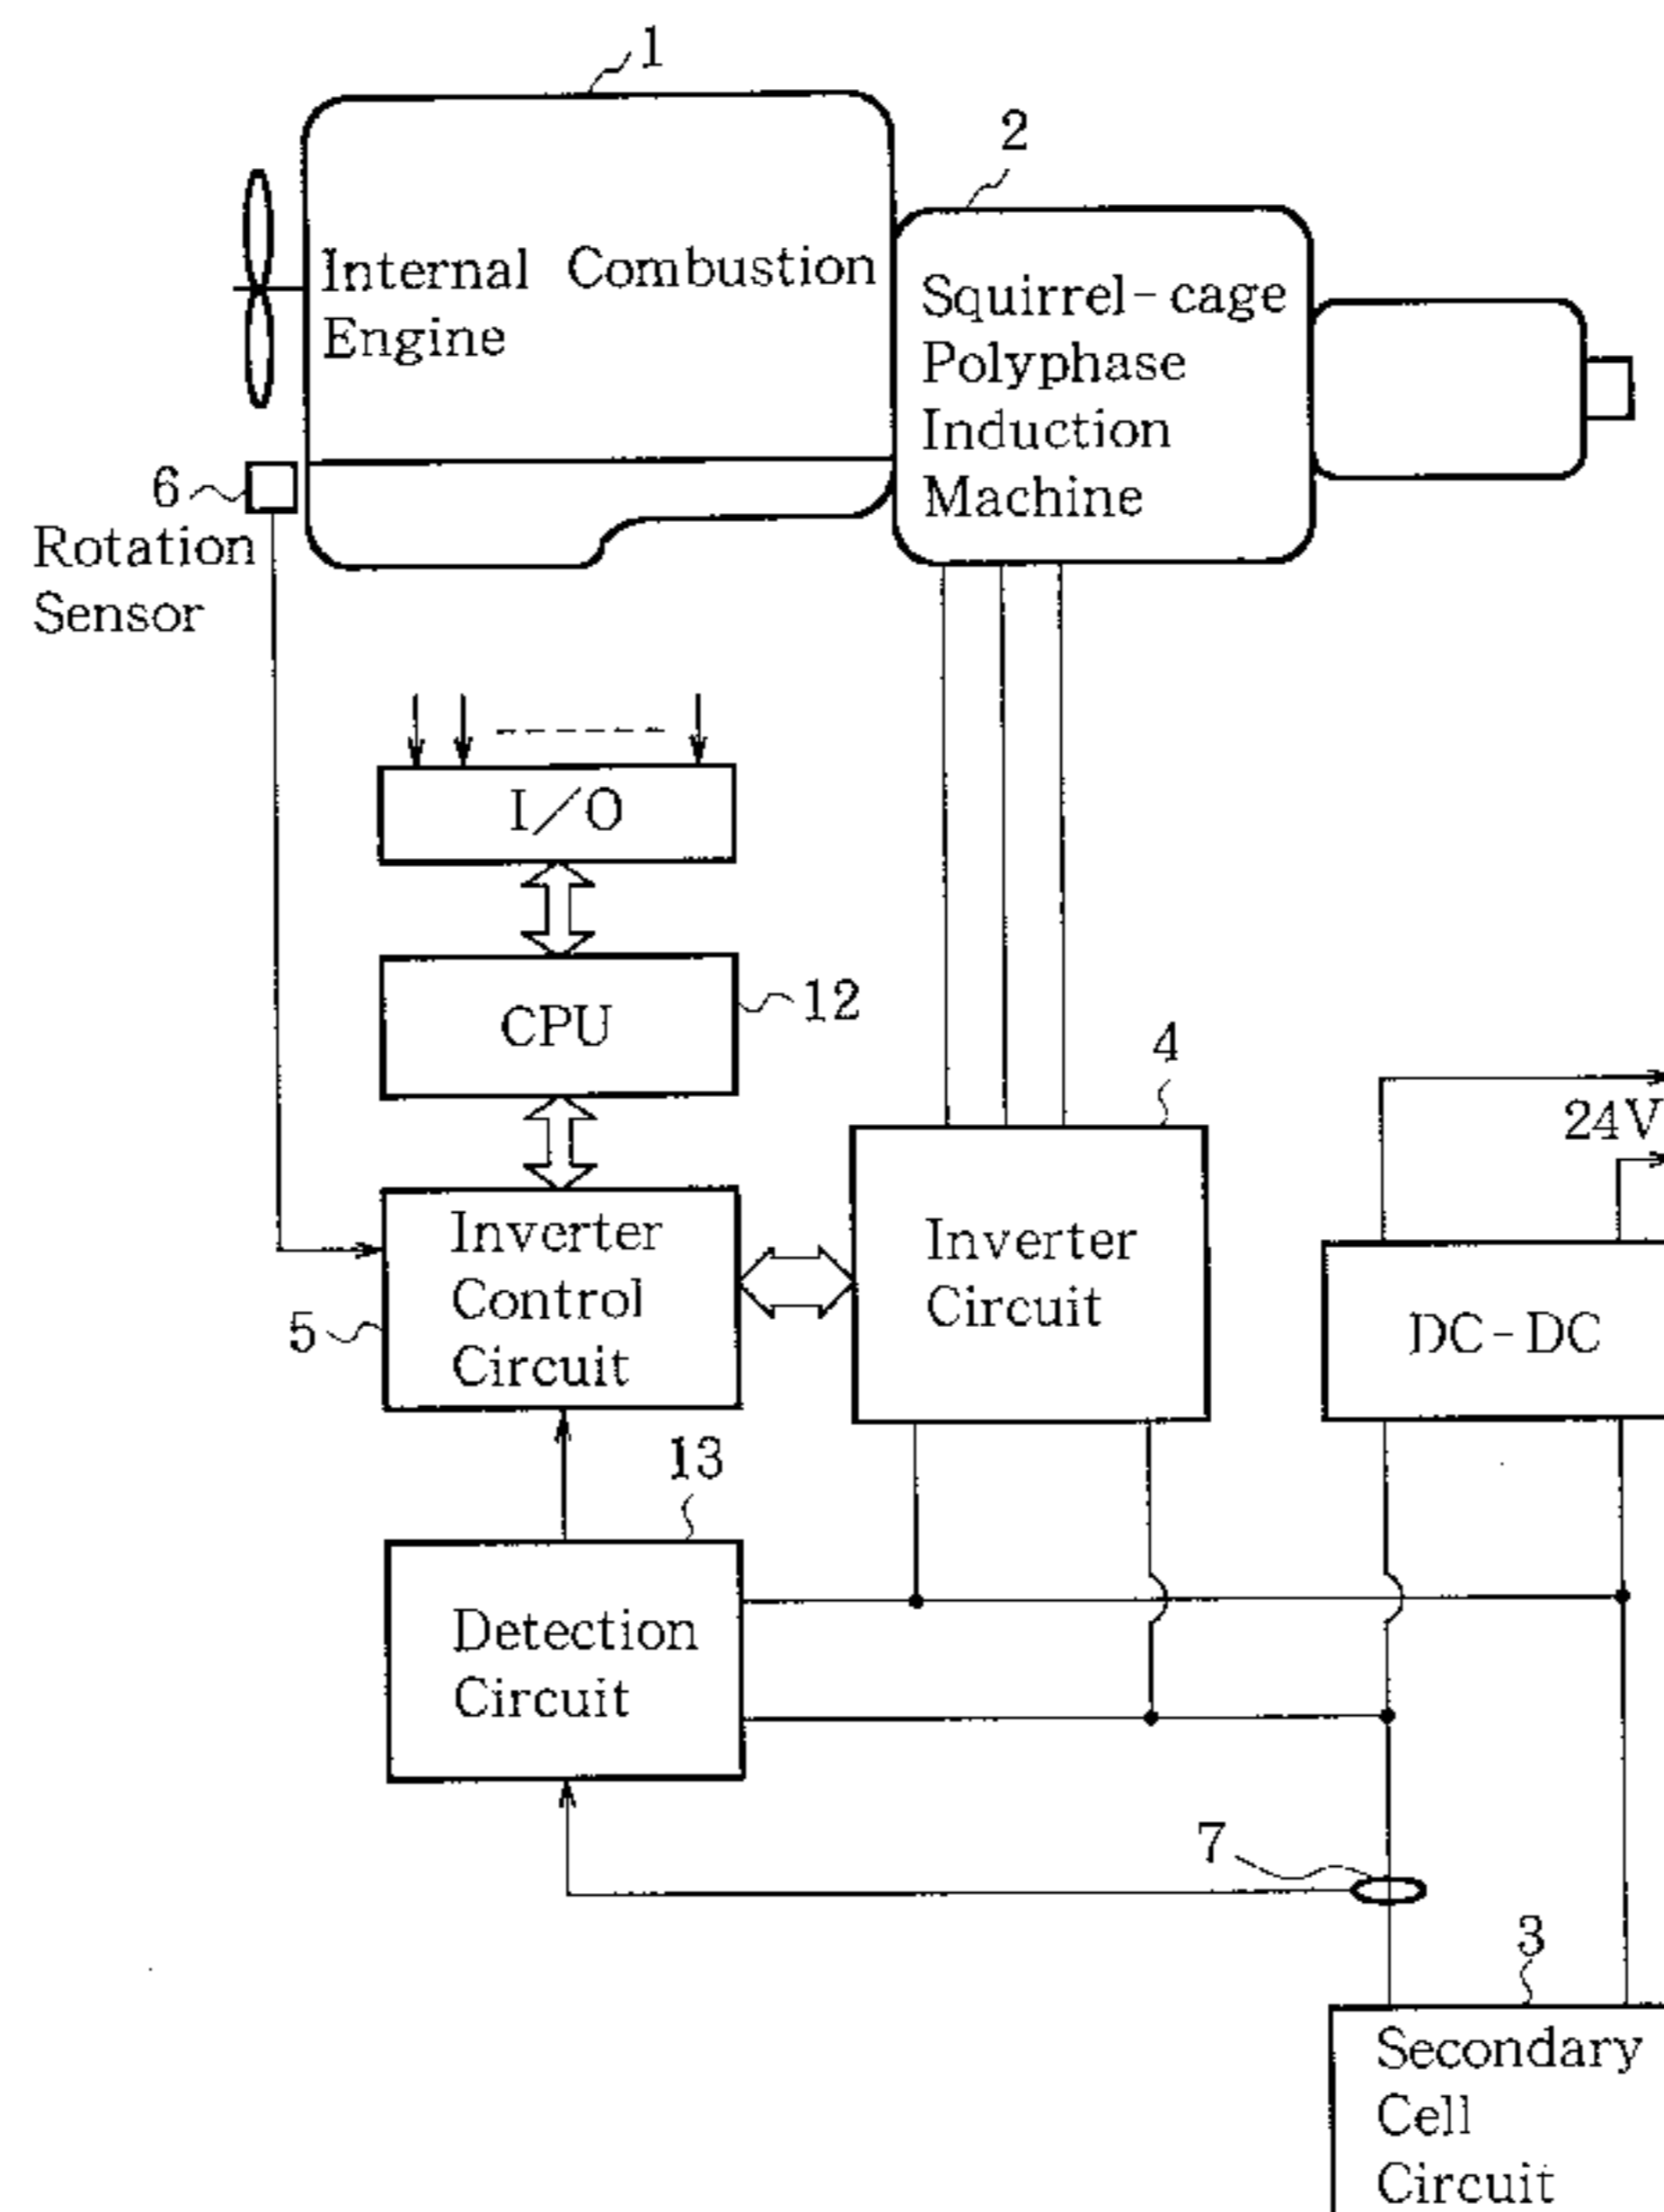 1
2
Internal Combustion
Engine
Squirrel-cage
Polyphase
Induction
Machine
6
Rotation
Sensor
I/O
CPU
12
4
24V
Inverter
Control
Circuit
5
Inverter
Circuit
DC-DC
13
Detection
Circuit
7
3
Secondary
Cell
Circuit